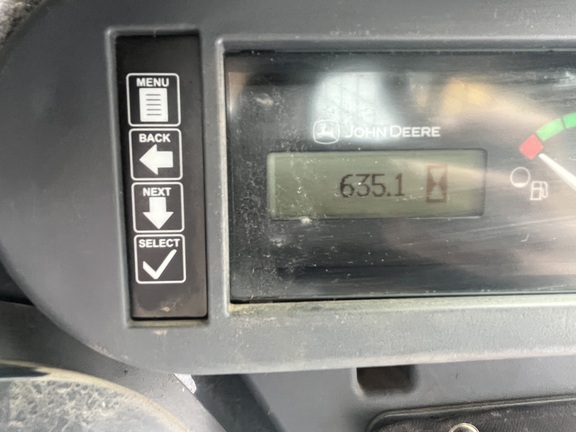 MENU
BACK
NEXT
SELECT
JOHN DEERE
635.1